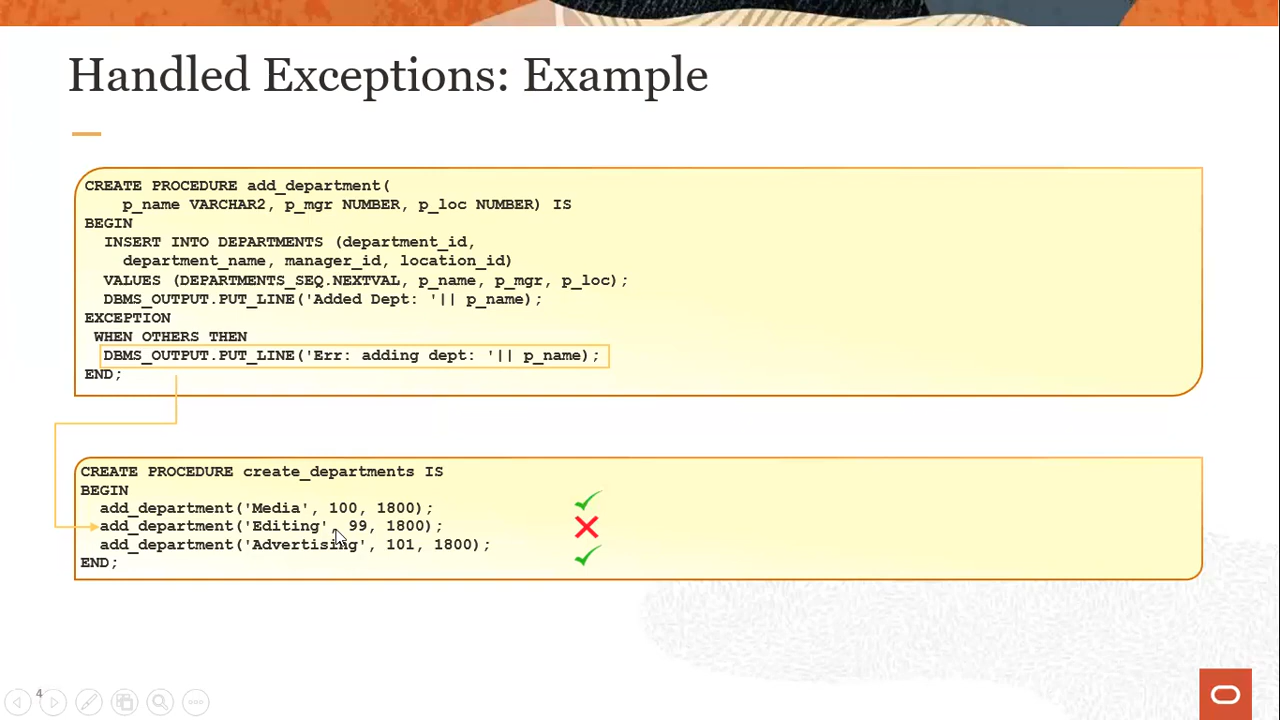 Handled Exceptions: Example
CREATE PROCEDURE add_department(
p_name VARCHAR2, p_mgr NUMBER, p_loc NUMBER) IS
BEGIN
INSERT INTO DEPARTMENTS (department_id,
department_name, manager_id, location_id)
VALUES (DEPARTMENTS_SEQ.NEXTVAL, p_name, p_mgr, p_loc);
DBMS_OUTPUT.PUT_LINE('Added Dept: '|| p_name);
EXCEPTION
WHEN OTHERS THEN
DBMS_OUTPUT.PUT_LINE('Err: adding dept: '|| p_name);
END;
CREATE PROCEDURE create_departments IS
BEGIN
add_department('Media', 100, 1800);
add_department('Editing', 99, 1800);
add_department('Advertising', 101, 1800);
END;
4